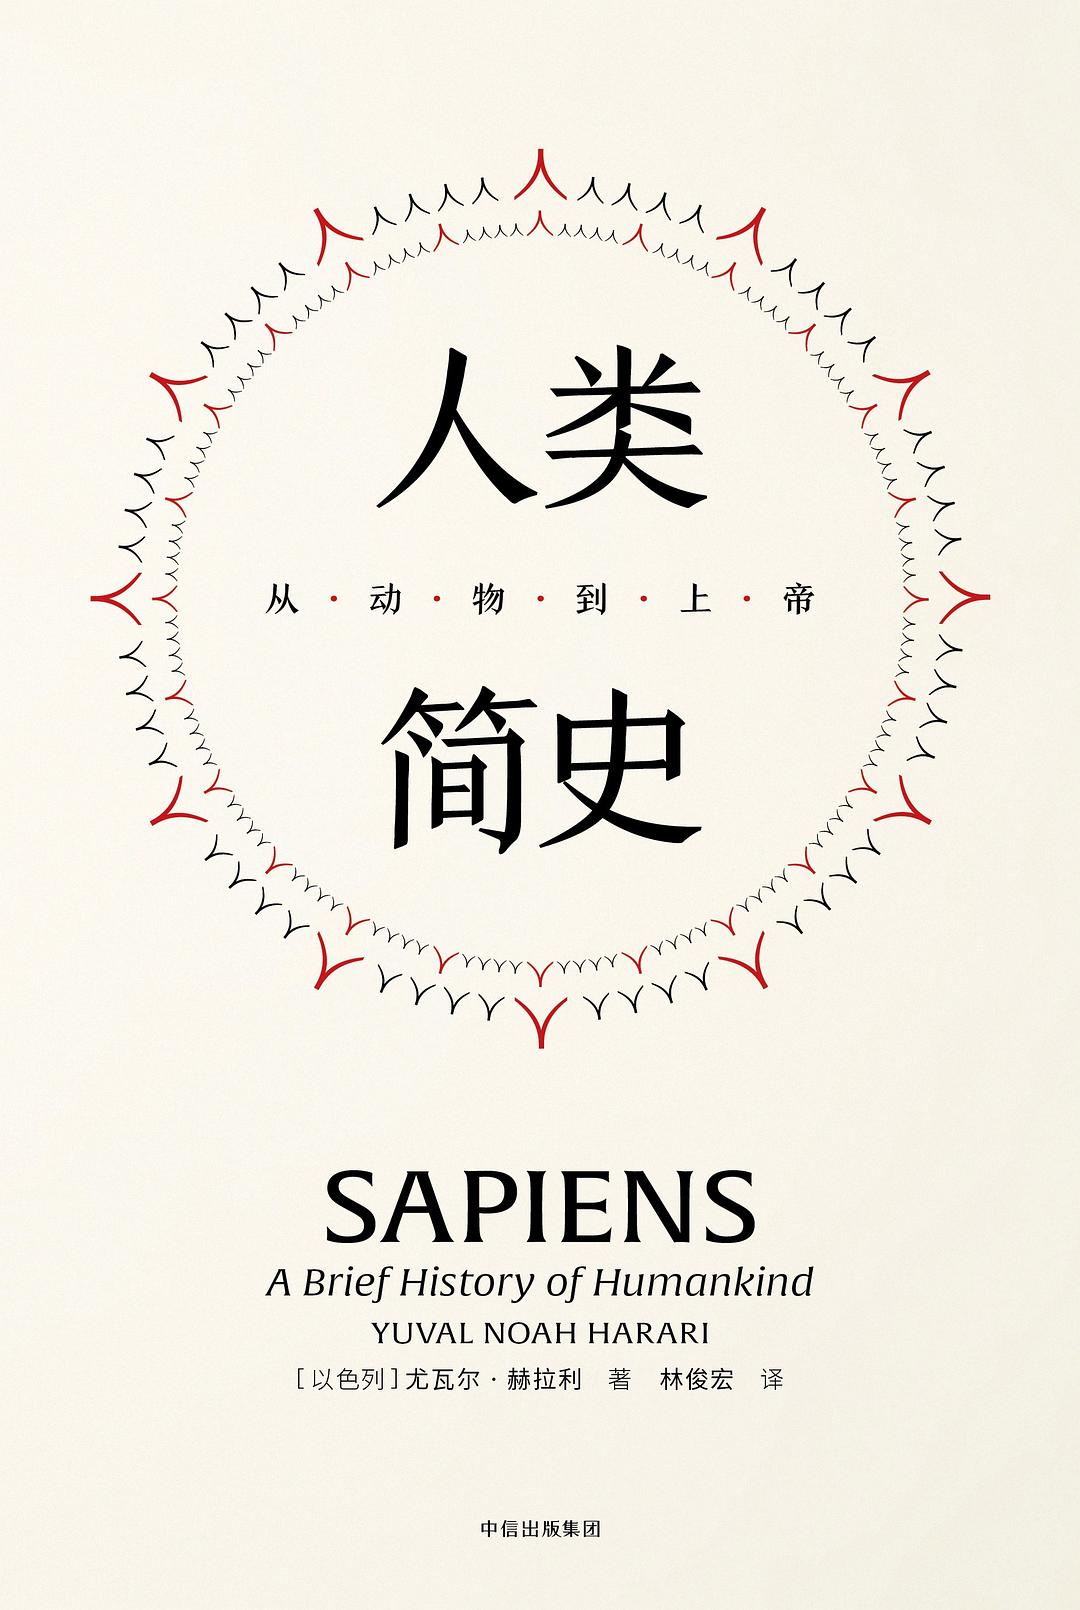 人类
从·动·物·到·上·帝
简史
SAPIENS
A Brief History of Humankind
YUVAL NOAH HARARI
[以色列]尤瓦尔·赫拉利 著 林俊宏 译
中信出版集团